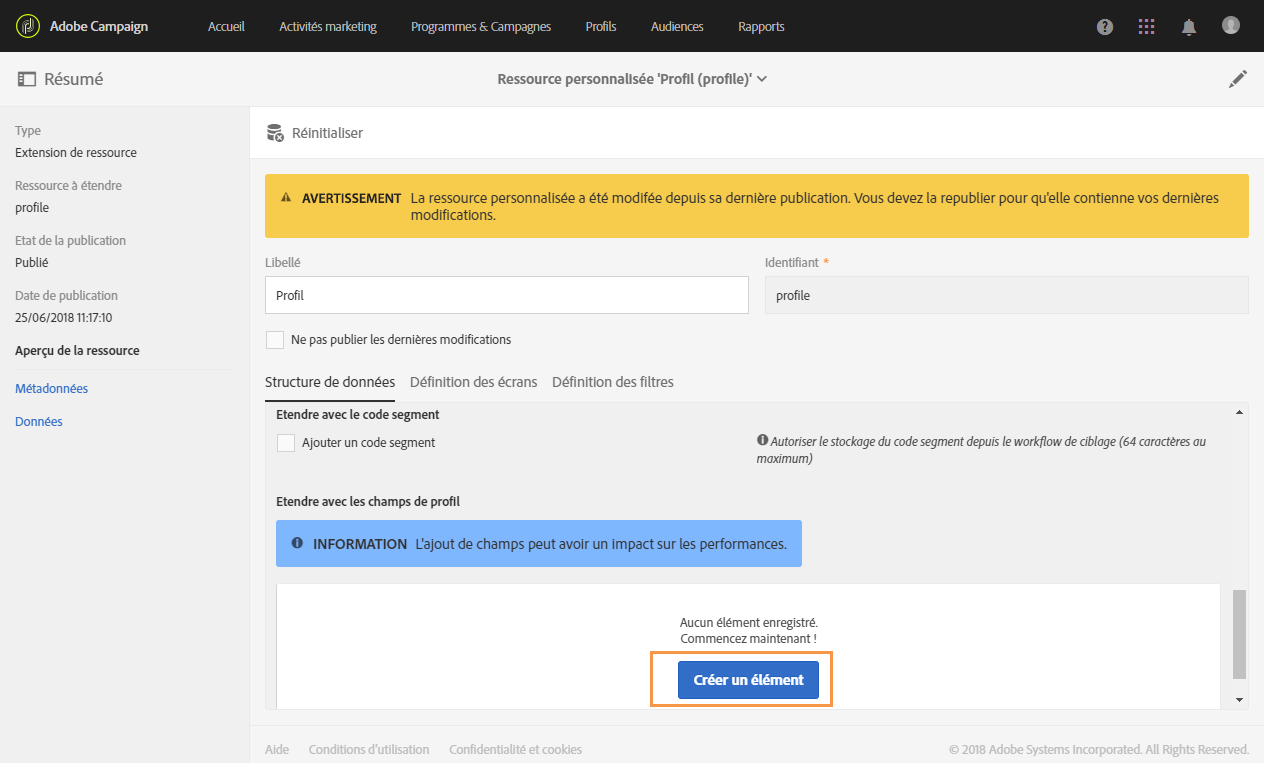 Adobe Campaign Accueil Activités marketing Programmes & Campagnes Profils Audiences Rapports
Résumé
Ressource personnalisée 'Profil (profile)'
Type
Extension de ressource
Ressource à étendre
profile
Etat de la publication
Publié
Date de publication
25/06/2018 11:17:10
Aperçu de la ressource
Métadonnées
Données
Réinitialiser
AVERTISSEMENT La ressource personnalisée a été modifée depuis sa dernière publication. Vous devez la republier pour qu'elle contienne vos dernières
modifications.
Libellé
Profil
Identifiant *
profile
Ne pas publier les dernières modifications
Structure de données Définition des écrans Définition des filtres
Etendre avec le code segment
Ajouter un code segment
Autoriser le stockage du code segment depuis le workflow de ciblage (64 caractères au
maximum)
Etendre avec les champs de profil
INFORMATION L'ajout de champs peut avoir un impact sur les performances.
Aucun élément enregistré.
Commencez maintenant !
Créer un élément
Aide Conditions d'utilisation Confidentialité et cookies © 2018 Adobe Systems Incorporated. All Rights Reserved.